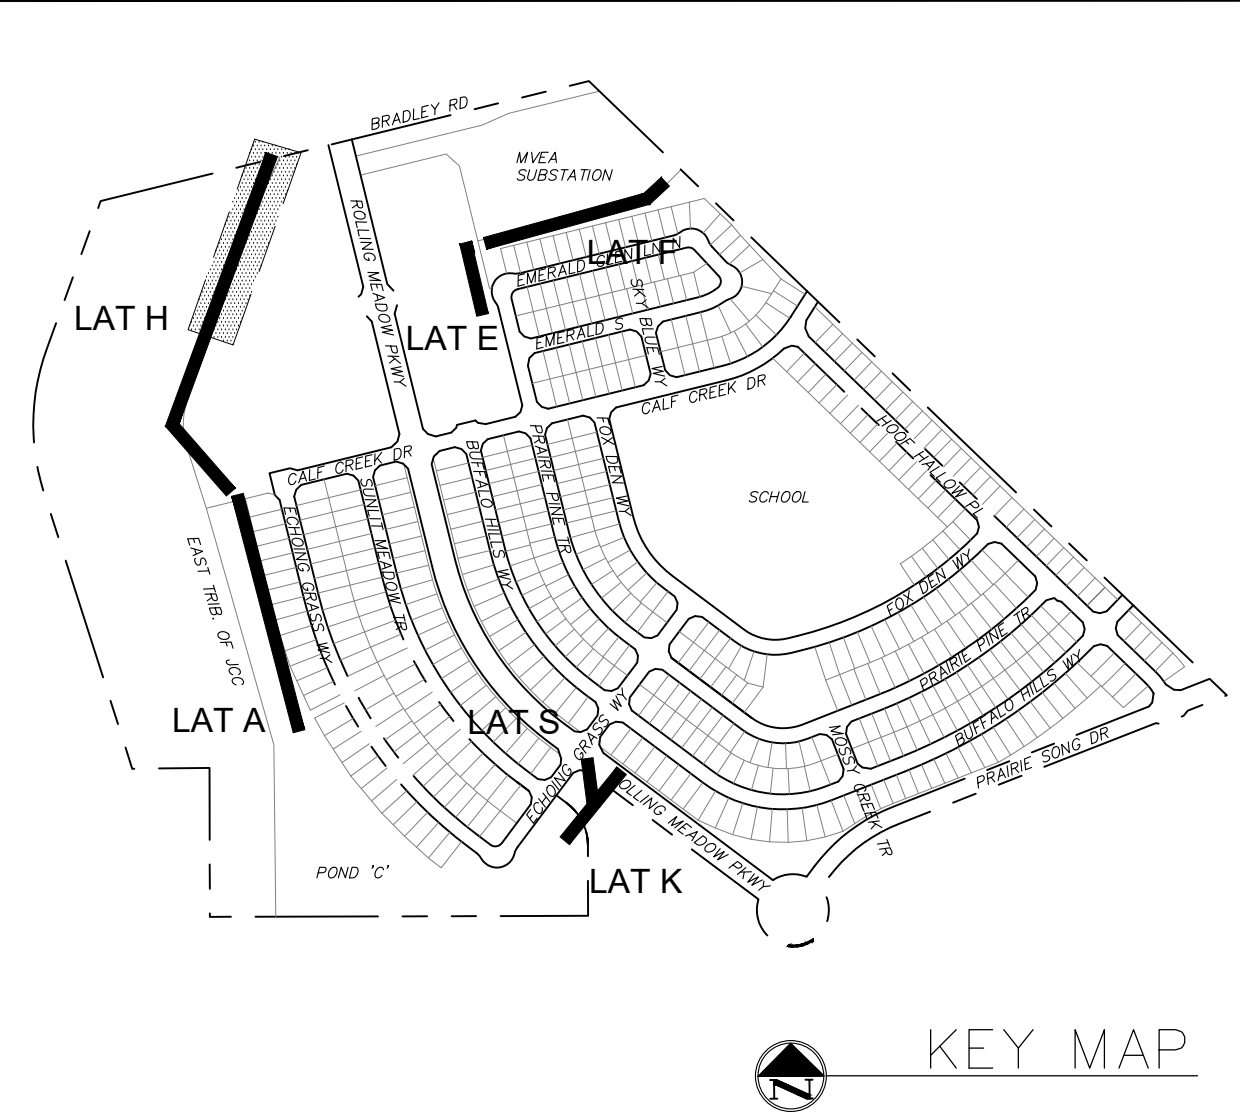 BRADLEY RD
MVEA
SUBSTATION
ROLLING MEADOW PKWY
LAT F
EMERALD GLEN LN N
SKY BLUE WY
LAT H
LAT E
EMERALD S
CALF CREEK DR
HOOF HALLOW PL
FOX DEN WY
PRAIRIE PINE TR
BUFFALO HILLS WY
CALF CREEK DR
SUNLIT MEADOW TR
ECHOING GRASS WY
SCHOOL
EAST TRIB. OF JCC
FOX DEN WY
PRAIRIE PINE TR
BUFFALO HILLS WY
LAT A
LAT S
ECHOING GRASS WY
MOSSY CREEK TR
PRAIRIE SONG DR
ROLLING MEADOW PKWY
POND 'C'
LAT K
KEY MAP
N